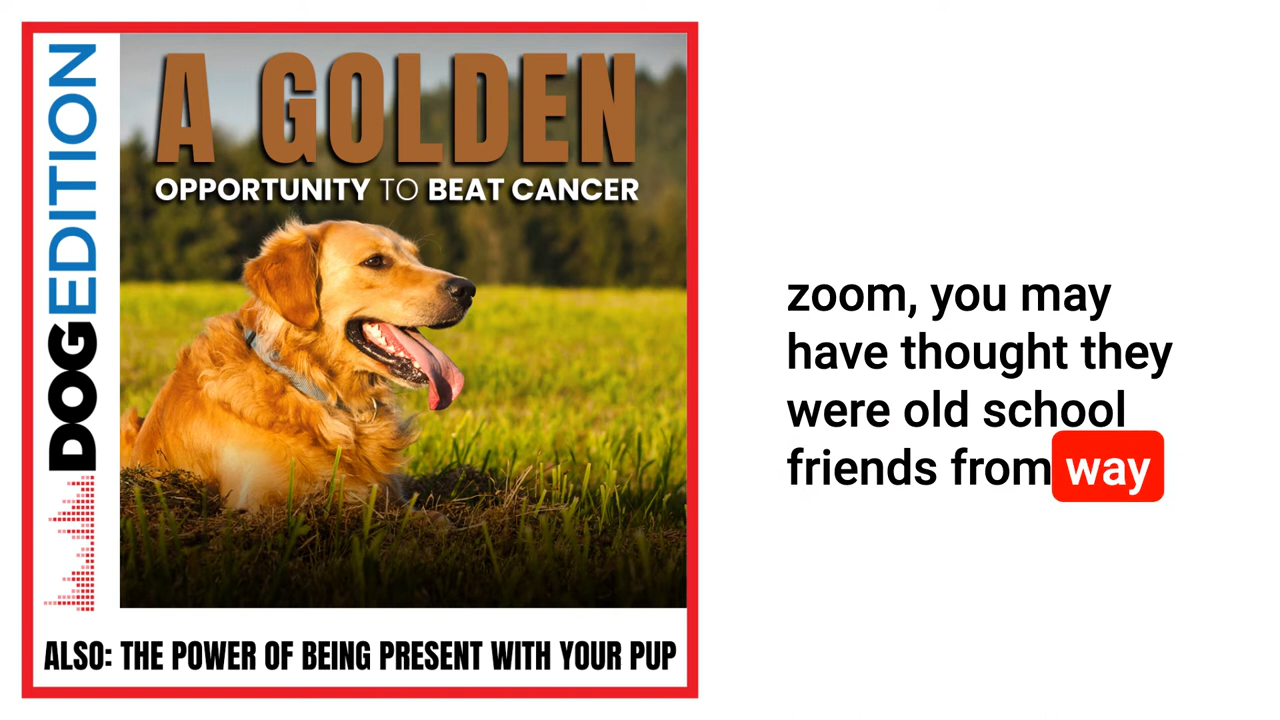 DOGEDITION
A GOLDEN
OPPORTUNITY TO BEAT CANCER
ALSO: THE POWER OF BEING PRESENT WITH YOUR PUP
zoom, you may
have thought they
were old school
friends from way